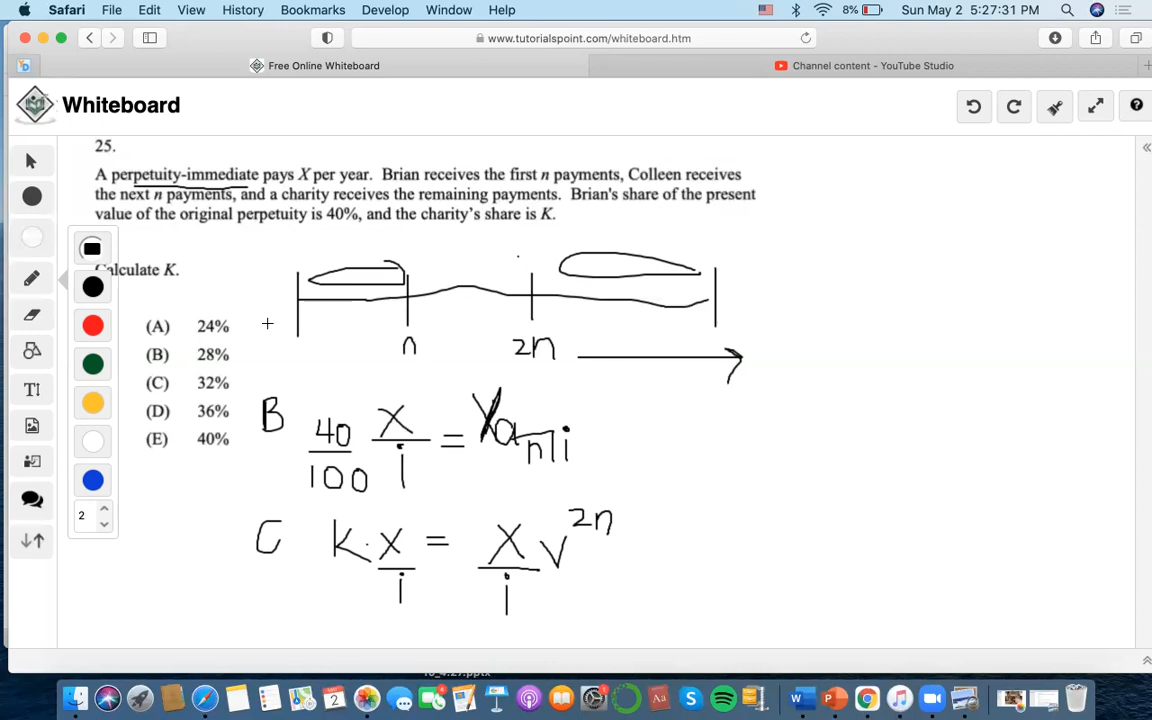 Safari File Edit View History Bookmarks Develop Window Help 8% Sun May 2 5:27:31 PM
www.tutorialspoint.com/whiteboard.htm
Free Online Whiteboard Channel content - YouTube Studio
Whiteboard
25.
A perpetuity-immediate pays X per year. Brian receives the first n payments, Colleen receives
the next n payments, and a charity receives the remaining payments. Brian's share of the present
value of the original perpetuity is 40%, and the charity's share is K.
Calculate K.
(A) 24%
(B) 28%
(C) 32%
(D) 36%
(E) 40%
n 2n
B 40/100 X/i = Xa n i
C K·X/i = X/i v^2n
2